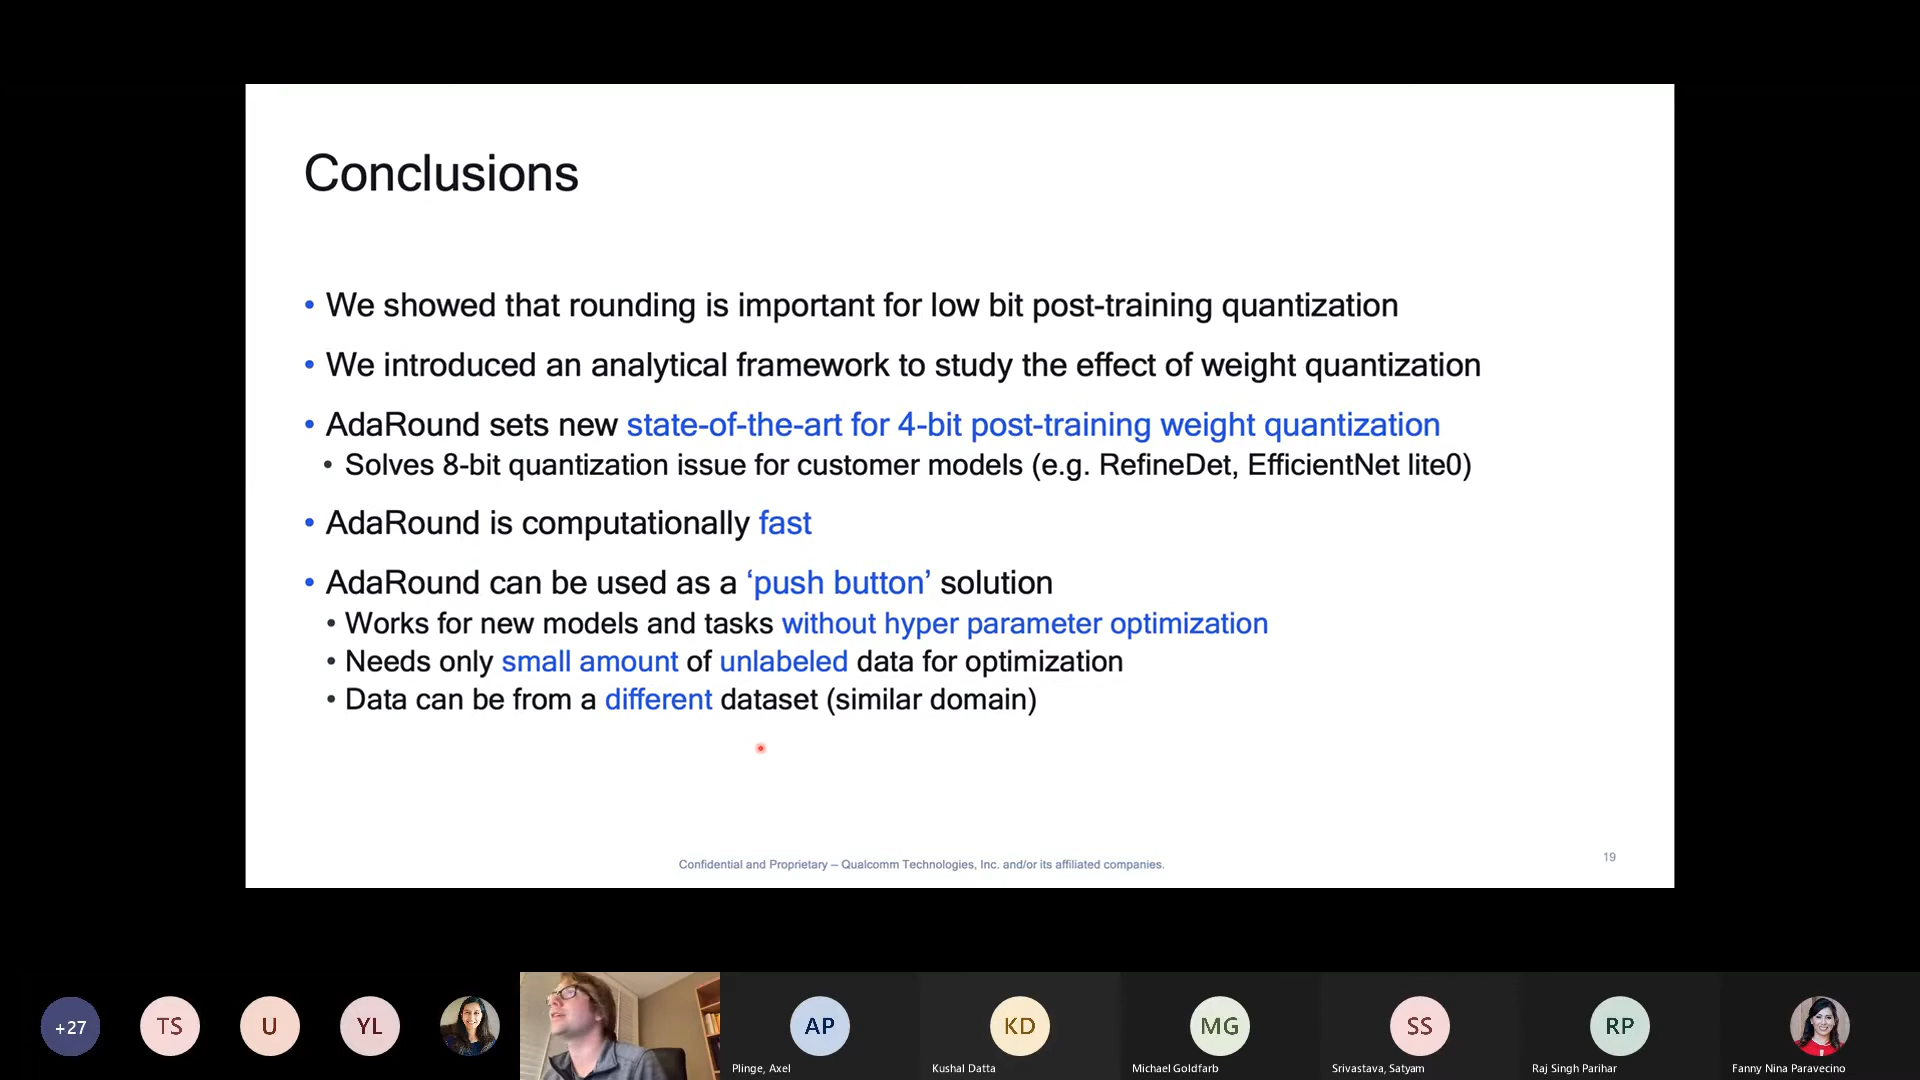 Conclusions
• We showed that rounding is important for low bit post-training quantization
• We introduced an analytical framework to study the effect of weight quantization
• AdaRound sets new state-of-the-art for 4-bit post-training weight quantization
• Solves 8-bit quantization issue for customer models (e.g. RefineDet, EfficientNet lite0)
• AdaRound is computationally fast
• AdaRound can be used as a ‘push button’ solution
• Works for new models and tasks without hyper parameter optimization
• Needs only small amount of unlabeled data for optimization
• Data can be from a different dataset (similar domain)
Confidential and Proprietary – Qualcomm Technologies, Inc. and/or its affiliated companies.
19
+27
TS
U
YL
AP
KD
MG
SS
RP
Plinge, Axel
Kushal Datta
Michael Goldfarb
Srivastava, Satyam
Raj Singh Parihar
Fanny Nina Paravecino